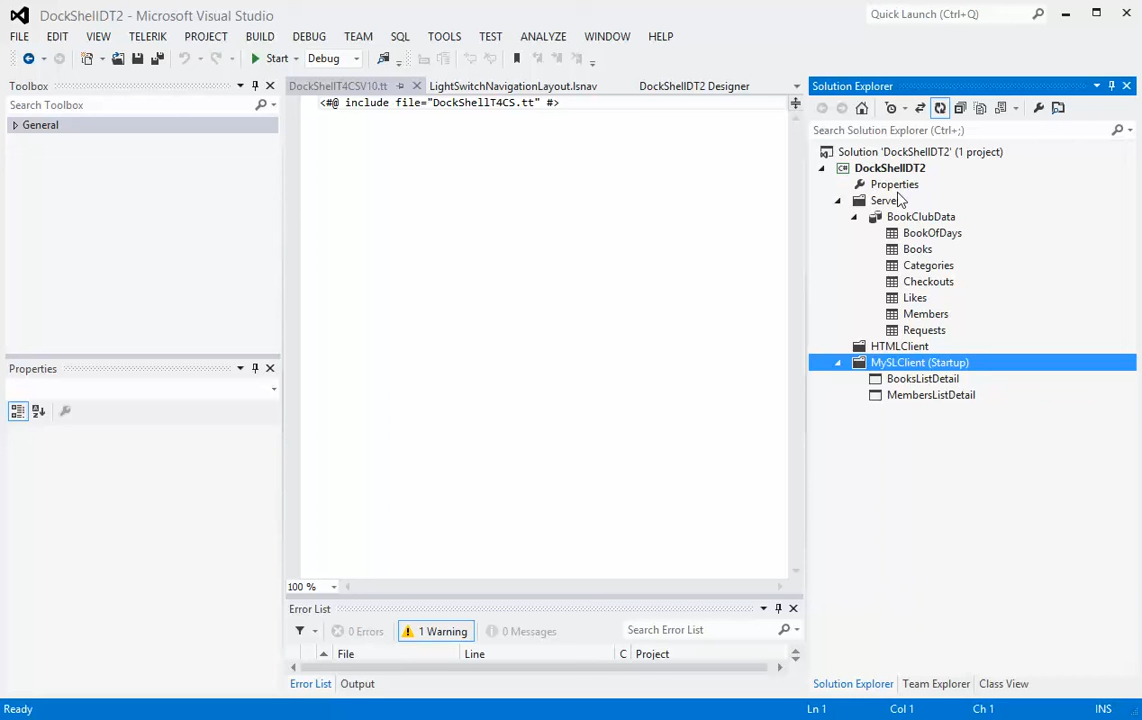 DockShellDT2 - Microsoft Visual Studio
Quick Launch (Ctrl+Q)
FILE EDIT VIEW TELERIK PROJECT BUILD DEBUG TEAM SQL TOOLS TEST ANALYZE WINDOW HELP
Start Debug
Toolbox
Search Toolbox
General
Properties
DockShellT4CSV10.tt LightSwitchNavigationLayout.lsnav DockShellDT2 Designer
<#@ include file="DockShellT4CS.tt" #>
100 %
Error List
0 Errors 1 Warning 0 Messages Search Error List
File Line C Project
Error List Output
Solution Explorer
Search Solution Explorer (Ctrl+;)
Solution 'DockShellDT2' (1 project)
DockShellDT2
Properties
Server
BookClubData
BookOfDays
Books
Categories
Checkouts
Likes
Members
Requests
HTMLClient
MySLClient (Startup)
BooksListDetail
MembersListDetail
Solution Explorer Team Explorer Class View
Ready Ln 1 Col 1 Ch 1 INS